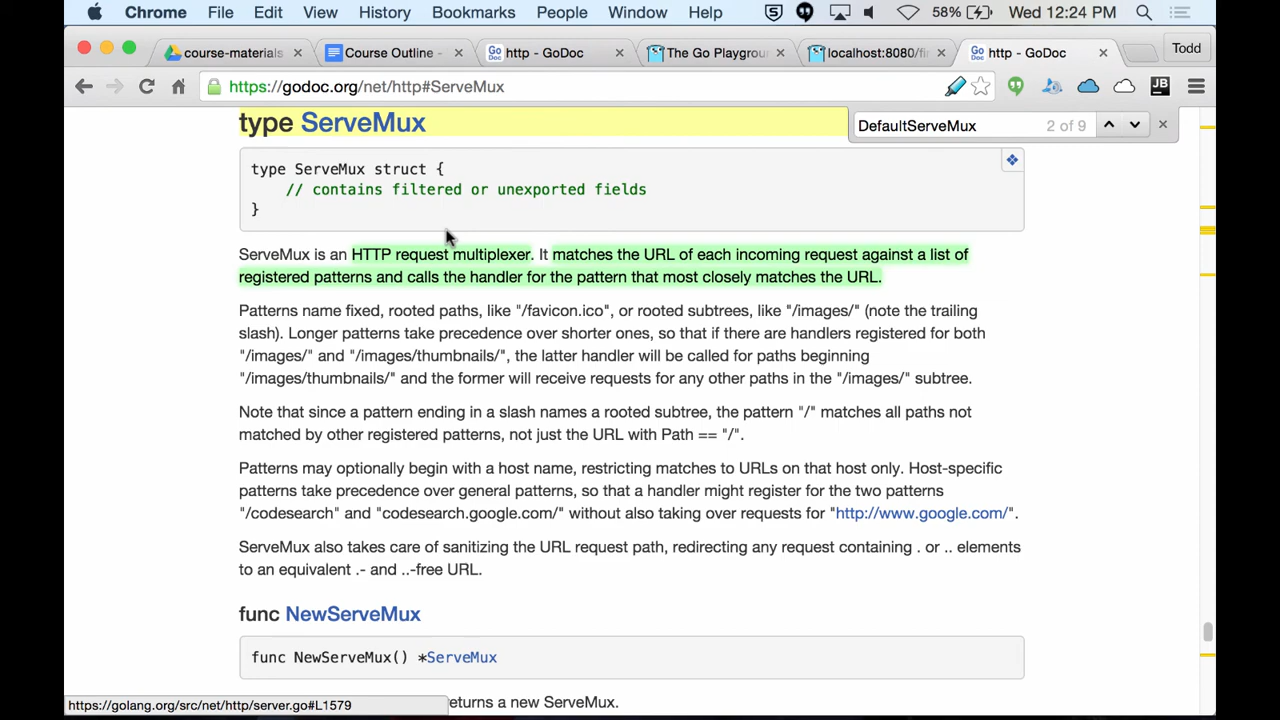 Chrome File Edit View History Bookmarks People Window Help 58% Wed 12:24 PM
course-materials Course Outline - http - GoDoc The Go Playgroun localhost:8080/fi http - GoDoc Todd
https://godoc.org/net/http#ServeMux
type ServeMux
DefaultServeMux 2 of 9
type ServeMux struct {
// contains filtered or unexported fields
}
ServeMux is an HTTP request multiplexer. It matches the URL of each incoming request against a list of
registered patterns and calls the handler for the pattern that most closely matches the URL.
Patterns name fixed, rooted paths, like "/favicon.ico", or rooted subtrees, like "/images/" (note the trailing
slash). Longer patterns take precedence over shorter ones, so that if there are handlers registered for both
"/images/" and "/images/thumbnails/", the latter handler will be called for paths beginning
"/images/thumbnails/" and the former will receive requests for any other paths in the "/images/" subtree.
Note that since a pattern ending in a slash names a rooted subtree, the pattern "/" matches all paths not
matched by other registered patterns, not just the URL with Path == "/".
Patterns may optionally begin with a host name, restricting matches to URLs on that host only. Host-specific
patterns take precedence over general patterns, so that a handler might register for the two patterns
"/codesearch" and "codesearch.google.com/" without also taking over requests for "http://www.google.com/".
ServeMux also takes care of sanitizing the URL request path, redirecting any request containing . or .. elements
to an equivalent .- and ..-free URL.
func NewServeMux
func NewServeMux() *ServeMux
eturns a new ServeMux.
https://golang.org/src/net/http/server.go#L1579